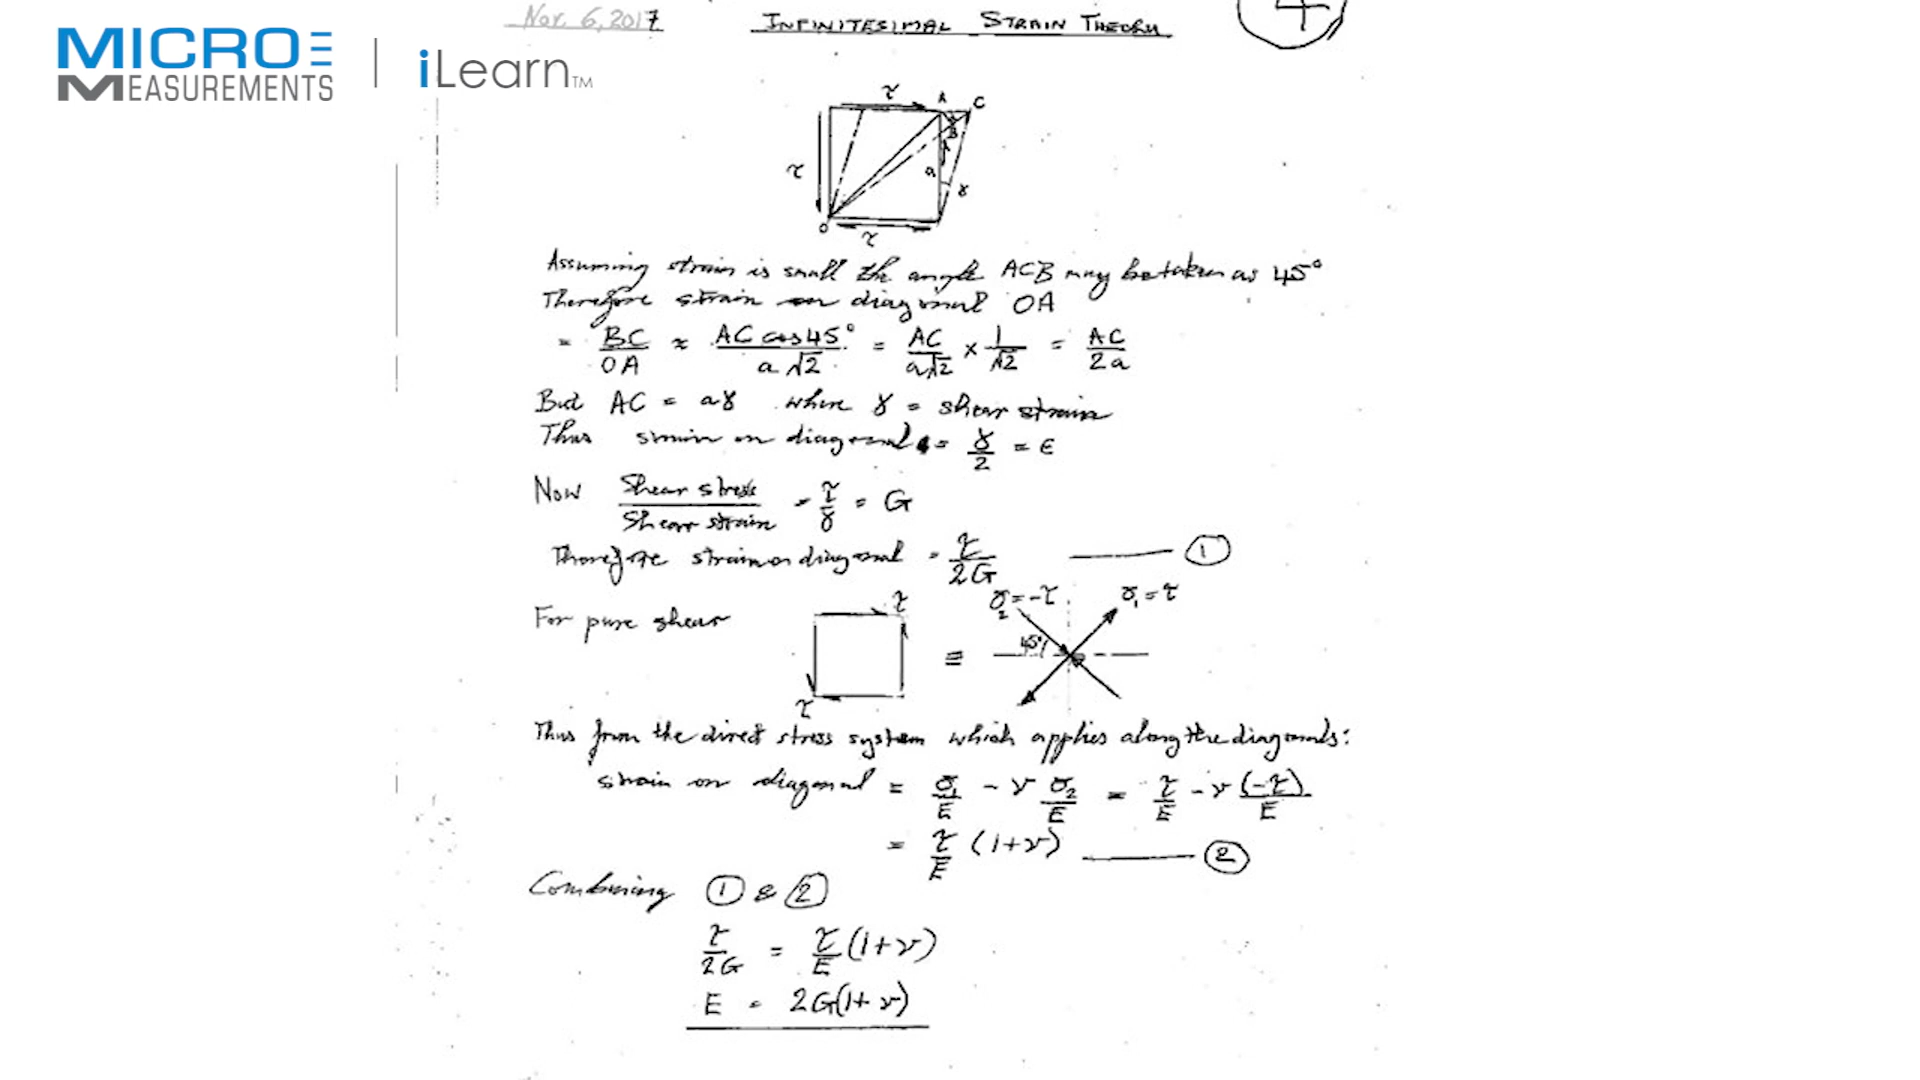 Nov. 6, 2017
INFINITESIMAL STRAIN THEORY
4
MICRO MEASUREMENTS | iLearn™
τ A C
B
τ a γ
O τ
Assuming strain is small the angle ACB may be taken as 45°
Therefore strain on diagonal OA
= BC/OA ≈ AC cos45°/a√2 = AC/a√2 × 1/√2 = AC/2a
But AC = aγ where γ = shear strain
Thus strain on diagonal = γ/2 = ε
Now Shear stress/Shear strain = τ/γ = G
Therefore strain on diagonal = τ/2G ——— ①
For pure shear τ ≡ σ₂=-τ σ₁=τ
45°
τ
Thus from the direct stress system which applies along the diagonals:
strain on diagonal = σ₁/E - ν σ₂/E = τ/E - ν (-τ)/E
= τ/E (1+ν) ——— ②
Combining ① & ②
τ/2G = τ/E (1+ν)
E = 2G(1+ν)